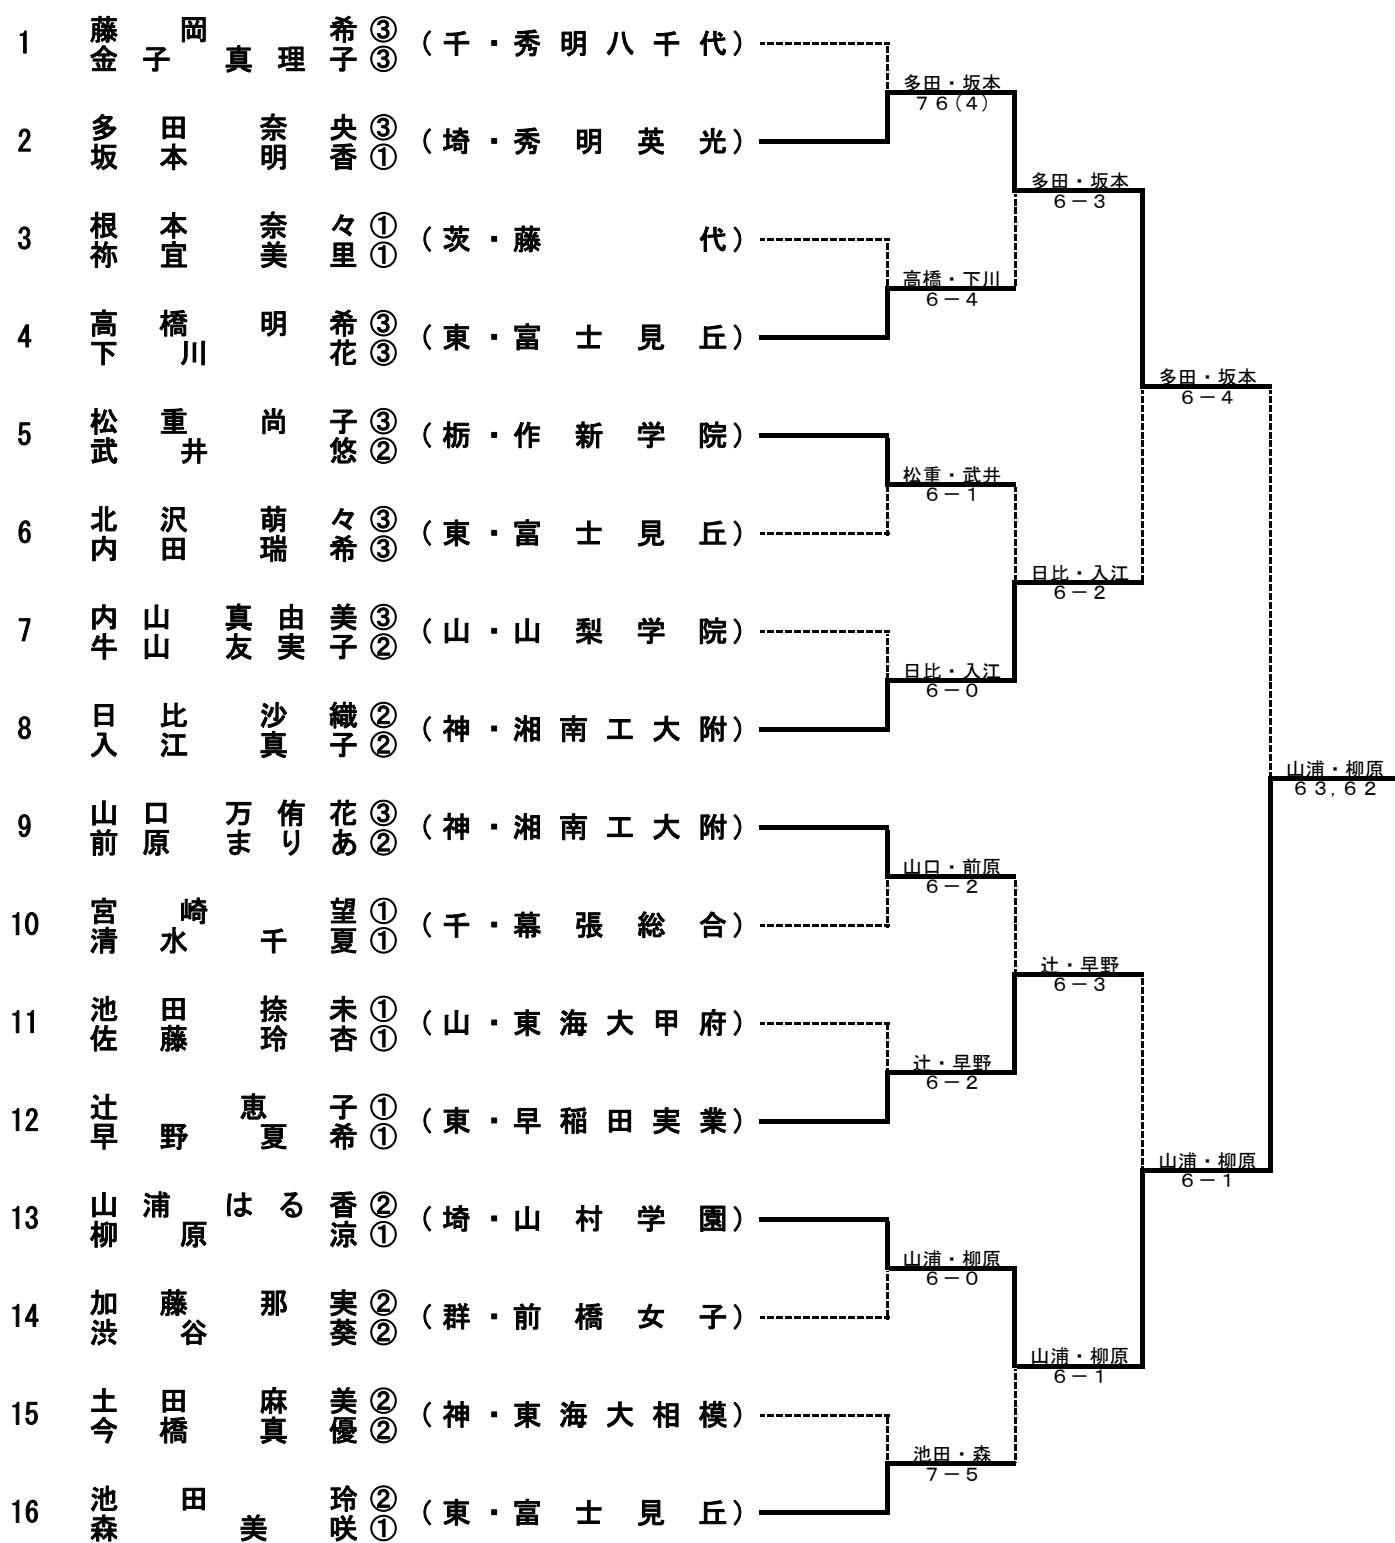 1 藤岡希③ (千・秀明八千代)
金子真理子③
多田・坂本
76(4)
2 多田奈央③ (埼・秀明英光)
坂本明香①
多田・坂本
6－3
3 根本奈々① (茨・藤代)
祢宜美里①
高橋・下川
6－4
4 高橋明希③ (東・富士見丘)
下川花③
多田・坂本
6－4
5 松重尚子③ (栃・作新学院)
武井悠②
松重・武井
6－1
6 北沢萌々③ (東・富士見丘)
内田瑞希③
日比・入江
6－2
7 内山真由美③ (山・山梨学院)
牛山友実子②
日比・入江
6－0
8 日比沙織② (神・湘南工大附)
入江真子②
山浦・柳原
63,62
9 山口万侑花③ (神・湘南工大附)
前原まりあ②
山口・前原
6－2
10 宮崎望① (千・幕張総合)
清水千夏①
辻・早野
6－3
11 池田捺未① (山・東海大甲府)
佐藤玲杏①
辻・早野
6－2
12 辻恵子① (東・早稲田実業)
早野夏希①
山浦・柳原
6－1
13 山浦はる香② (埼・山村学園)
柳原涼①
山浦・柳原
6－0
14 加藤那実② (群・前橋女子)
渋谷葵②
山浦・柳原
6－1
15 土田麻美② (神・東海大相模)
今橋真優②
池田・森
7－5
16 池田玲② (東・富士見丘)
森美咲①